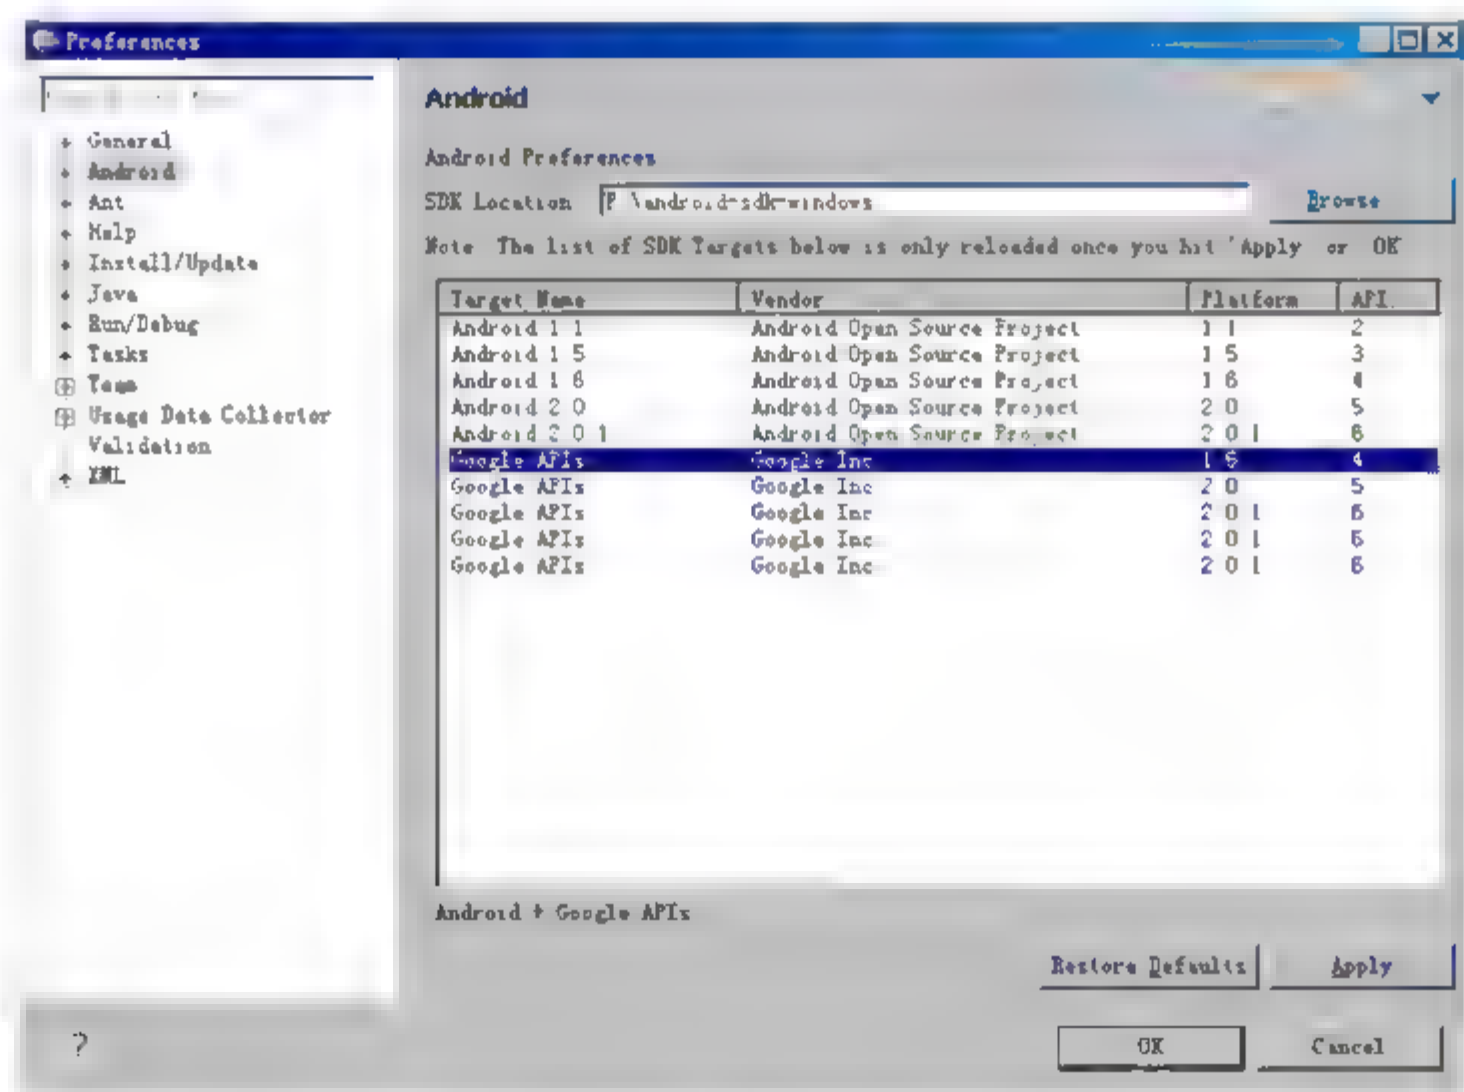 Preferences
General
Android
Ant
Help
Install/Update
Java
Run/Debug
Tasks
Team
Usage Data Collector
Validation
XML
Android
Android Preferences
SDK Location \android-sdk-windows Browse
Note The list of SDK Targets below is only reloaded once you hit 'Apply or OK
Target Name Vendor Platform API.
Android 1 1 Android Open Source Project 1 1 2
Android 1 5 Android Open Source Project 1 5 3
Android 1 6 Android Open Source Project 1 6 4
Android 2 0 Android Open Source Project 2 0 5
Android 2 0 1 Android Open Source Project 2 0 1 6
Google APIs Google Inc 1 6 4
Google APIs Google Inc 2 0 5
Google APIs Google Inc 2 0 1 6
Google APIs Google Inc 2 0 1 6
Google APIs Google Inc 2 0 1 6
Android + Google APIs
Restore Defaults Apply
? OK Cancel